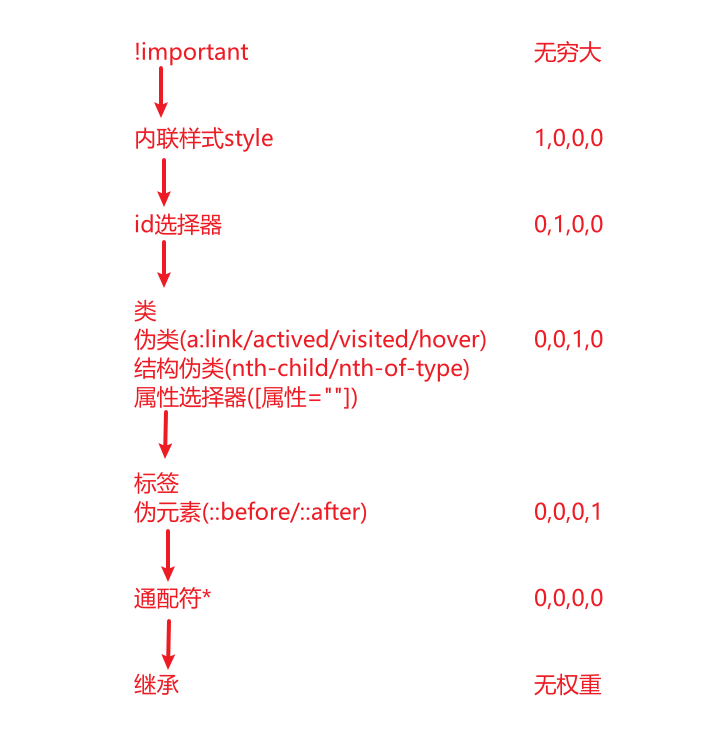 !important 无穷大
内联样式style 1,0,0,0
id选择器 0,1,0,0
类
伪类(a:link/actived/visited/hover) 0,0,1,0
结构伪类(nth-child/nth-of-type)
属性选择器([属性=""])
标签
伪元素(::before/::after) 0,0,0,1
通配符* 0,0,0,0
继承 无权重